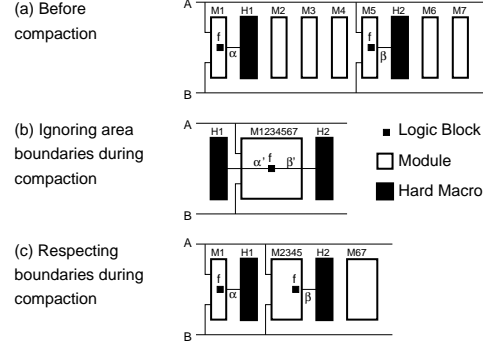 (a) Before
compaction
A
M1 H1 M2 M3 M4 M5 H2 M6 M7
f f
α β
B
(b) Ignoring area
boundaries during
compaction
A
H1 M1234567 H2
α' f β'
B
Logic Block
Module
Hard Macro
(c) Respecting
boundaries during
compaction
A
M1 H1 M2345 H2 M67
f f
α β
B